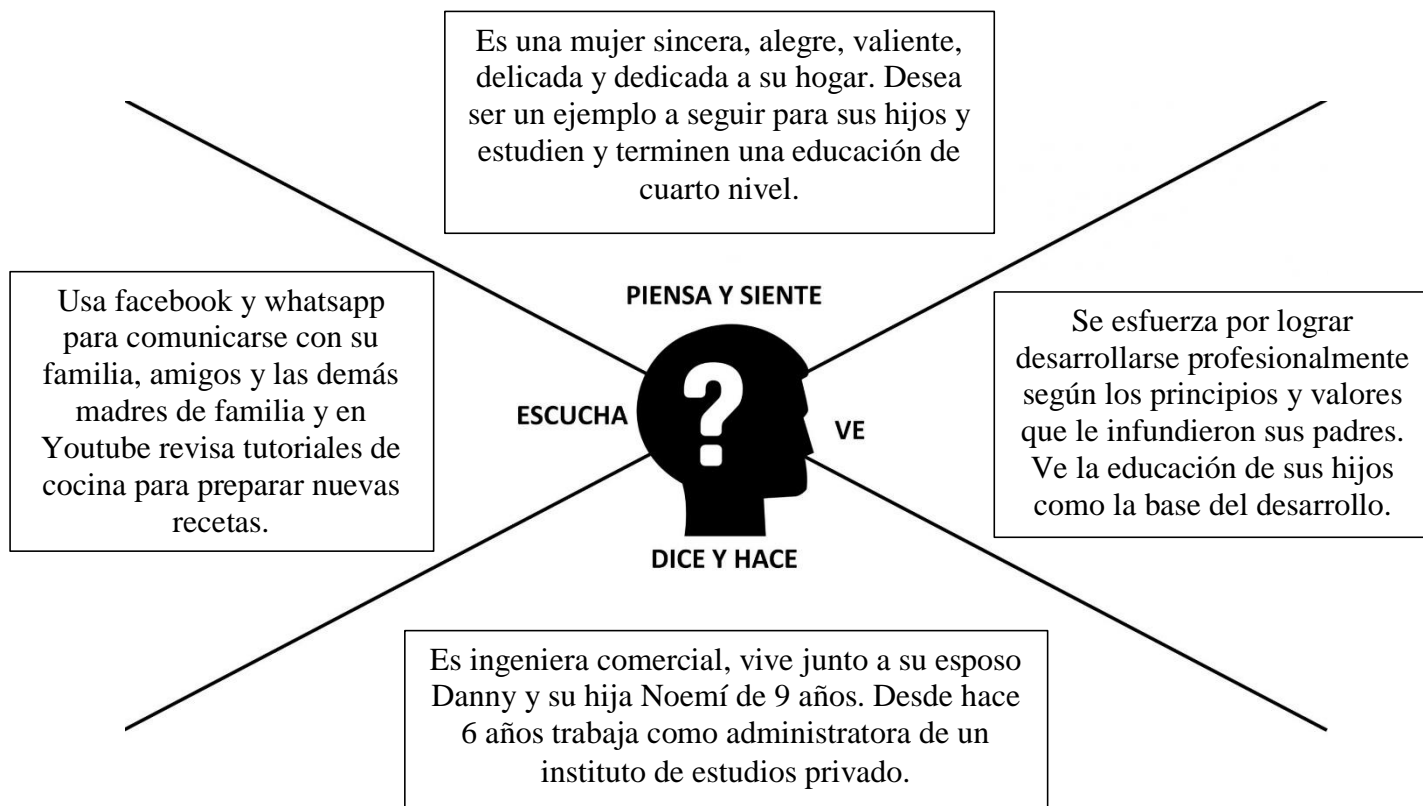 Es una mujer sincera, alegre, valiente,
delicada y dedicada a su hogar. Desea
ser un ejemplo a seguir para sus hijos y
estudien y terminen una educación de
cuarto nivel.
PIENSA Y SIENTE
Usa facebook y whatsapp
para comunicarse con su
familia, amigos y las demás
madres de familia y en
Youtube revisa tutoriales de
cocina para preparar nuevas
recetas.
ESCUCHA
?
VE
Se esfuerza por lograr
desarrollarse profesionalmente
según los principios y valores
que le infundieron sus padres.
Ve la educación de sus hijos
como la base del desarrollo.
DICE Y HACE
Es ingeniera comercial, vive junto a su esposo
Danny y su hija Noemí de 9 años. Desde hace
6 años trabaja como administratora de un
instituto de estudios privado.